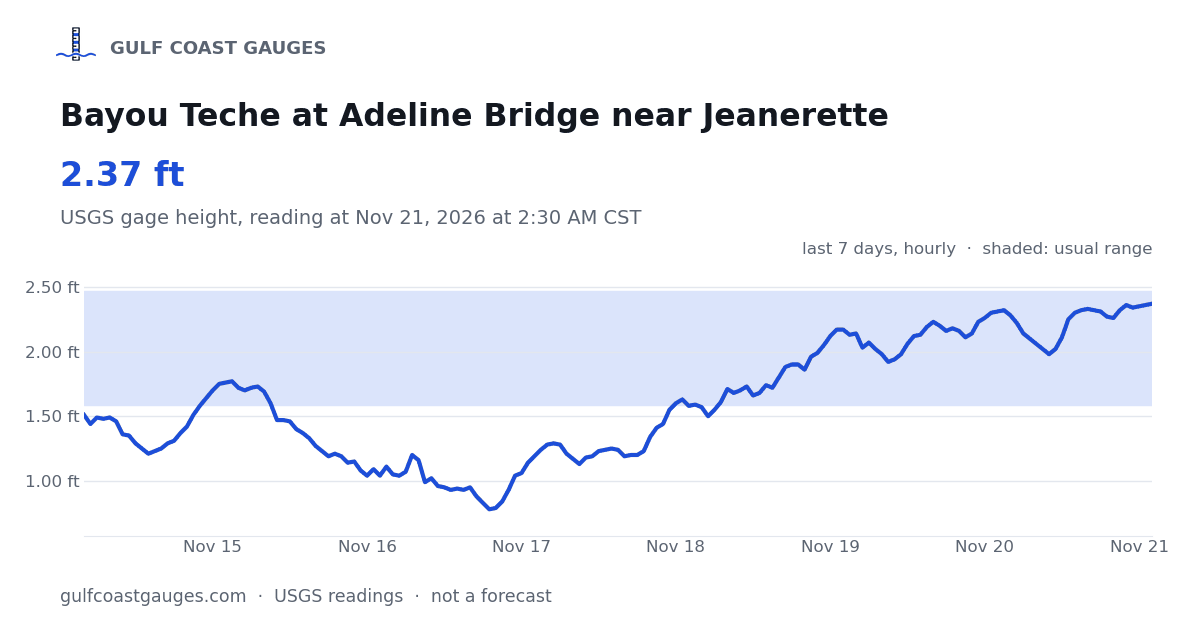 GULF COAST GAUGES
Bayou Teche at Adeline Bridge near Jeanerette
2.37 ft
USGS gage height, reading at Nov 21, 2026 at 2:30 AM CST
last 7 days, hourly · shaded: usual range
2.50 ft
2.00 ft
1.50 ft
1.00 ft
Nov 15 Nov 16 Nov 17 Nov 18 Nov 19 Nov 20 Nov 21
gulfcoastgauges.com · USGS readings · not a forecast